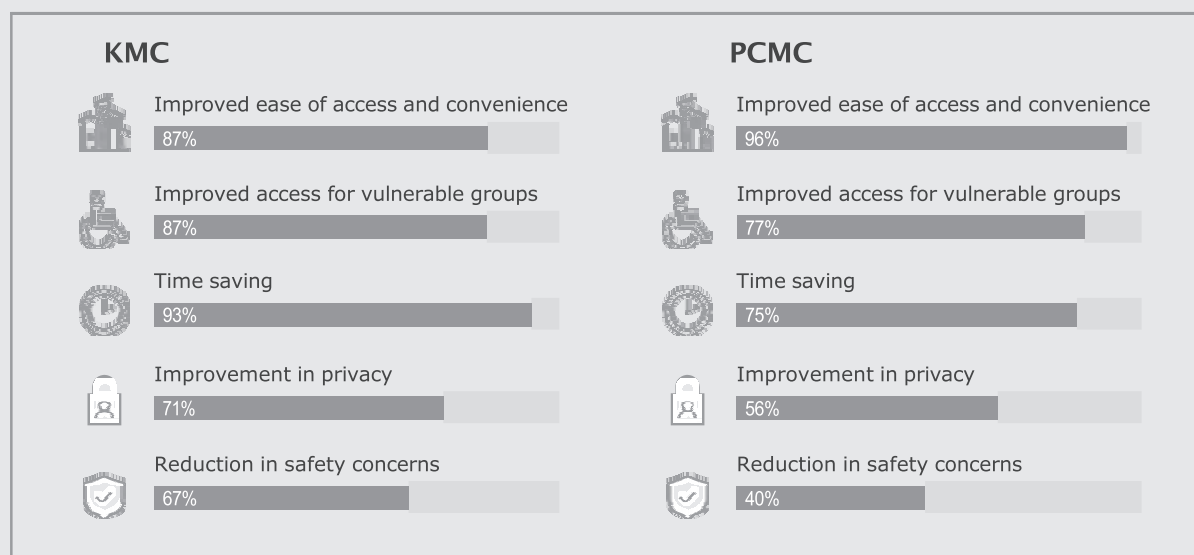 KMC
Improved ease of access and convenience
87%
Improved access for vulnerable groups
87%
Time saving
93%
Improvement in privacy
71%
Reduction in safety concerns
67%
PCMC
Improved ease of access and convenience
96%
Improved access for vulnerable groups
77%
Time saving
75%
Improvement in privacy
56%
Reduction in safety concerns
40%